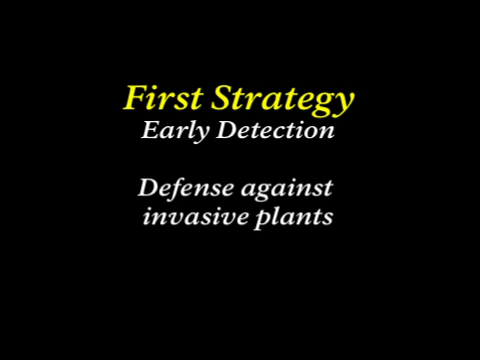 First Strategy
Early Detection
Defense against
invasive plants